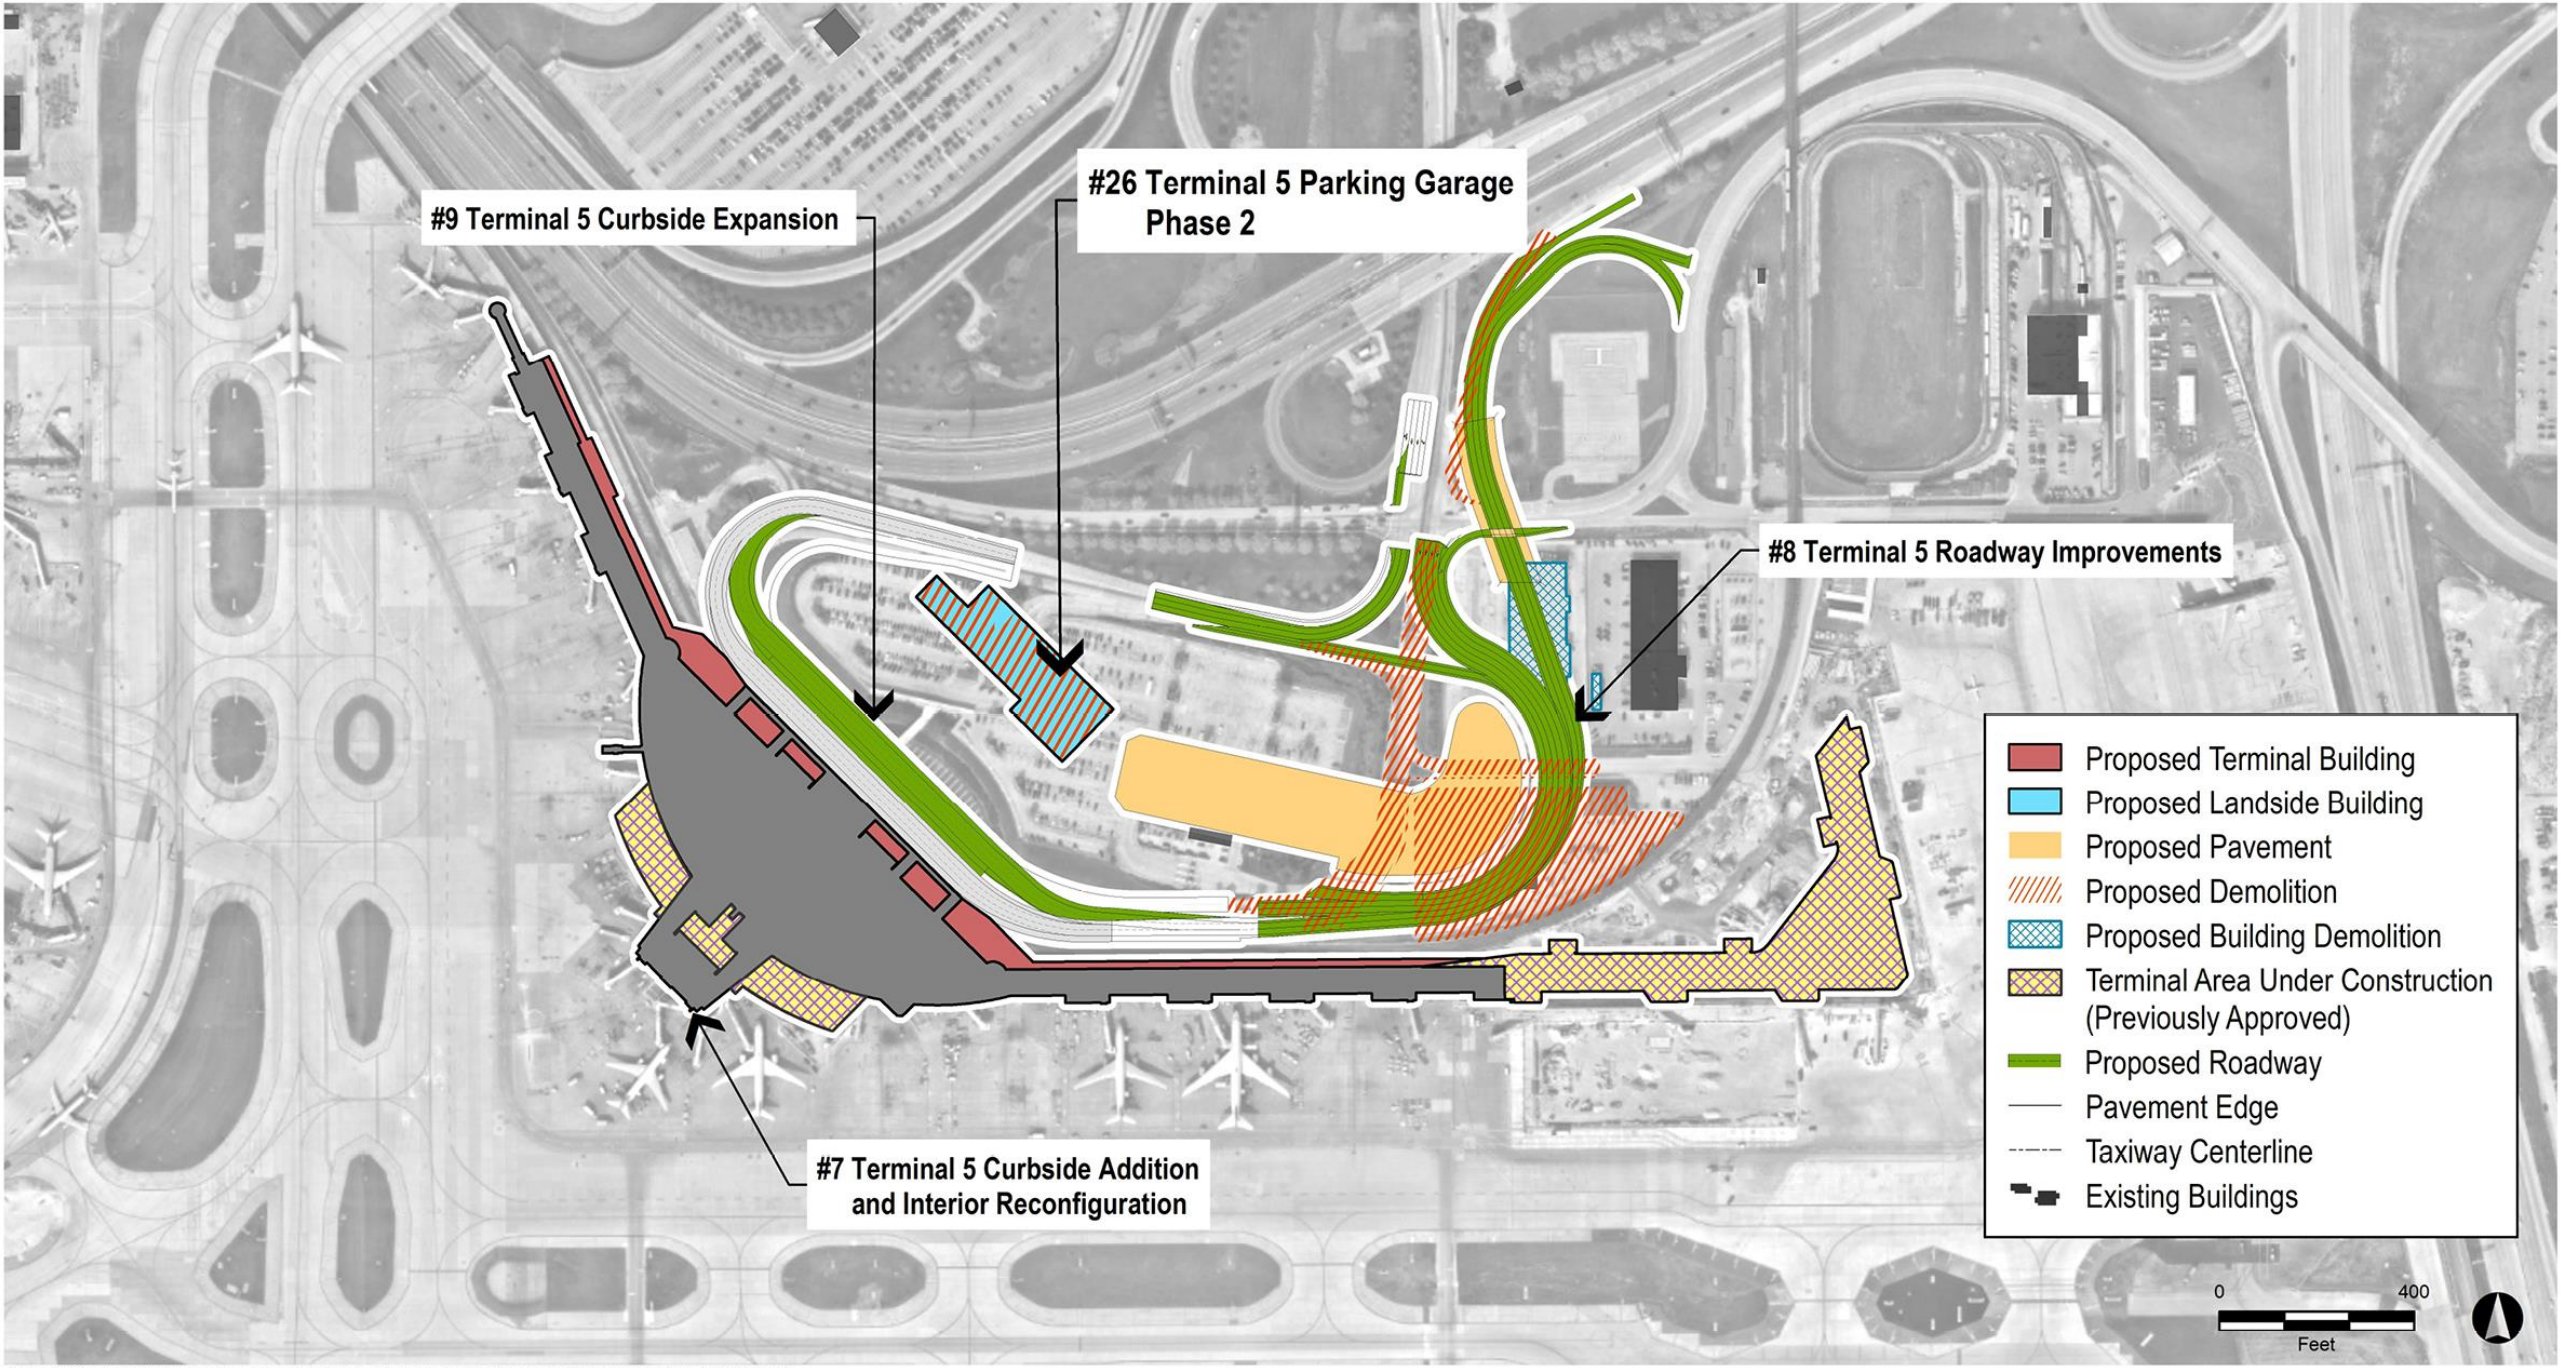 #9 Terminal 5 Curbside Expansion
#26 Terminal 5 Parking Garage
Phase 2
#8 Terminal 5 Roadway Improvements
#7 Terminal 5 Curbside Addition
and Interior Reconfiguration
Proposed Terminal Building
Proposed Landside Building
Proposed Pavement
Proposed Demolition
Proposed Building Demolition
Terminal Area Under Construction
(Previously Approved)
Proposed Roadway
Pavement Edge
Taxiway Centerline
Existing Buildings
0 400
Feet